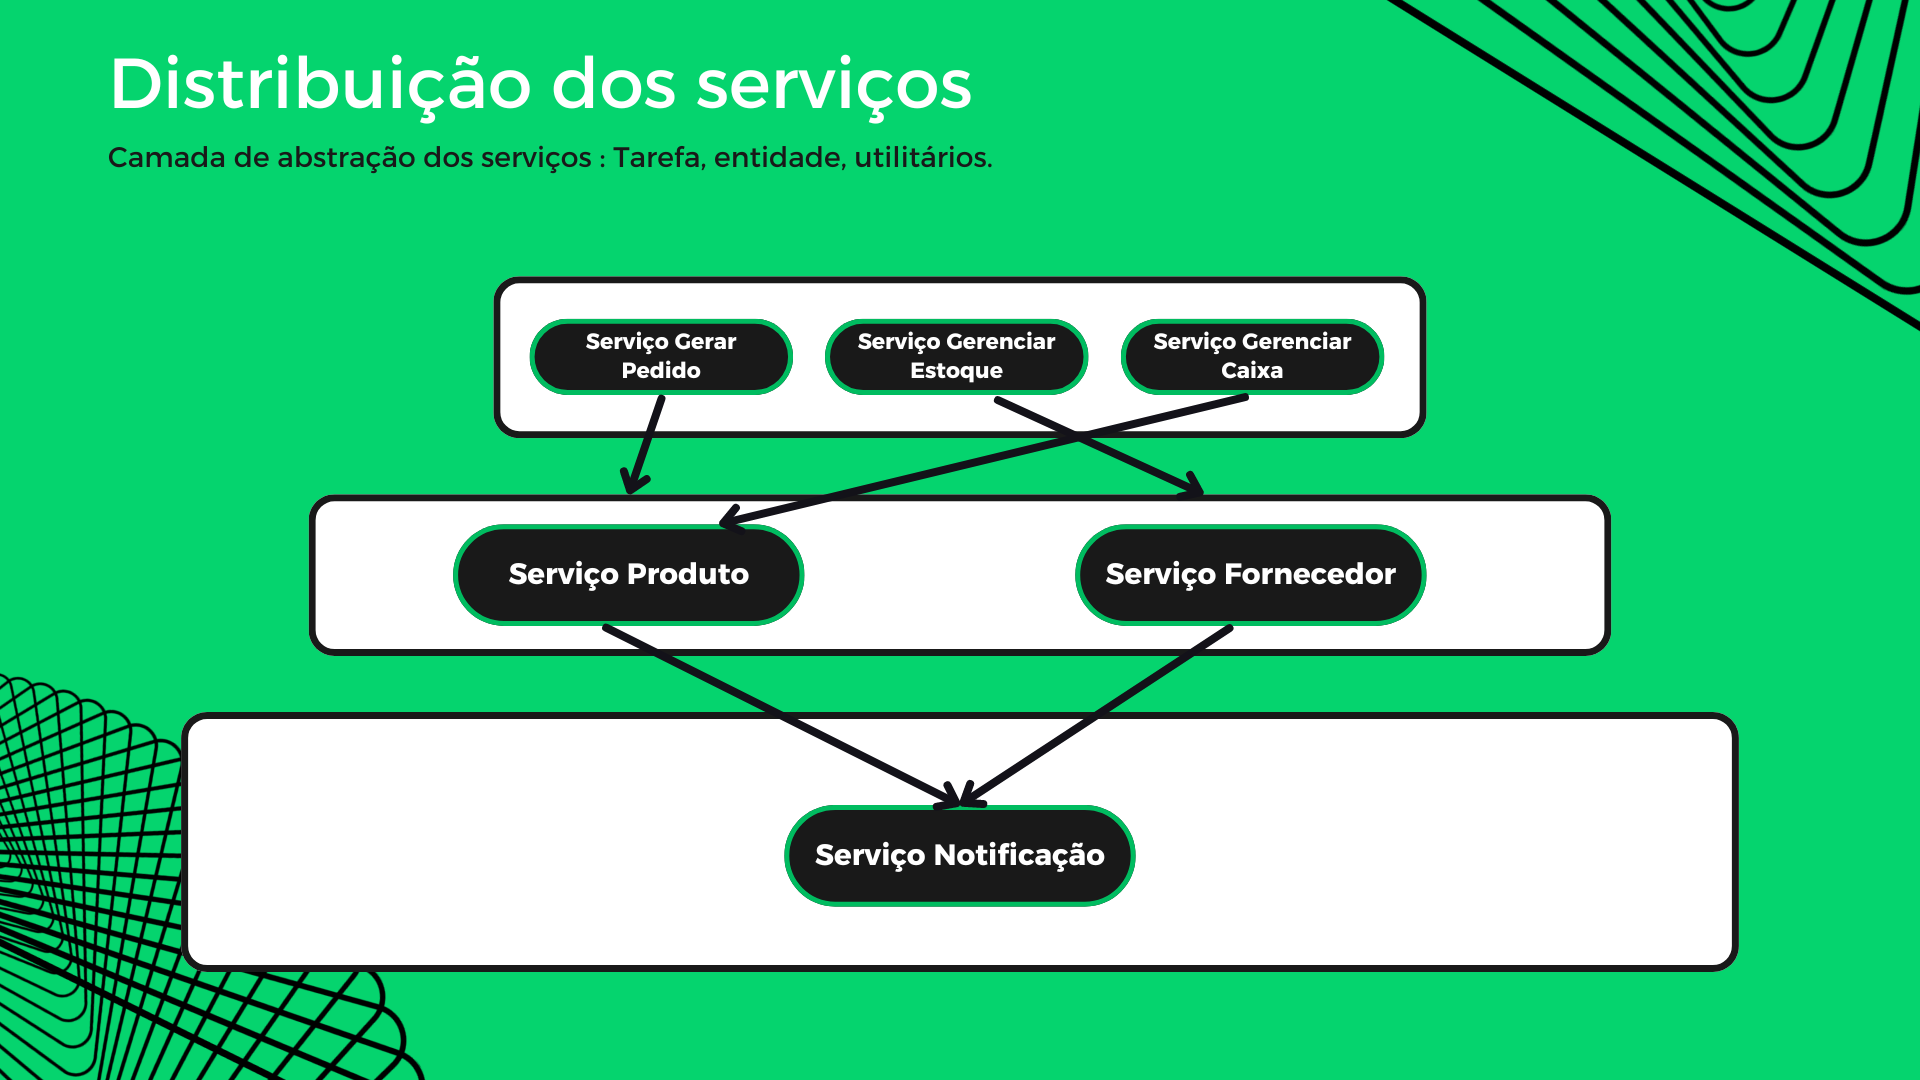 Distribuição dos serviços
Camada de abstração dos serviços : Tarefa, entidade, utilitários.
Serviço Gerar
Pedido
Serviço Gerenciar
Estoque
Serviço Gerenciar
Caixa
Serviço Produto
Serviço Fornecedor
Serviço Notificação